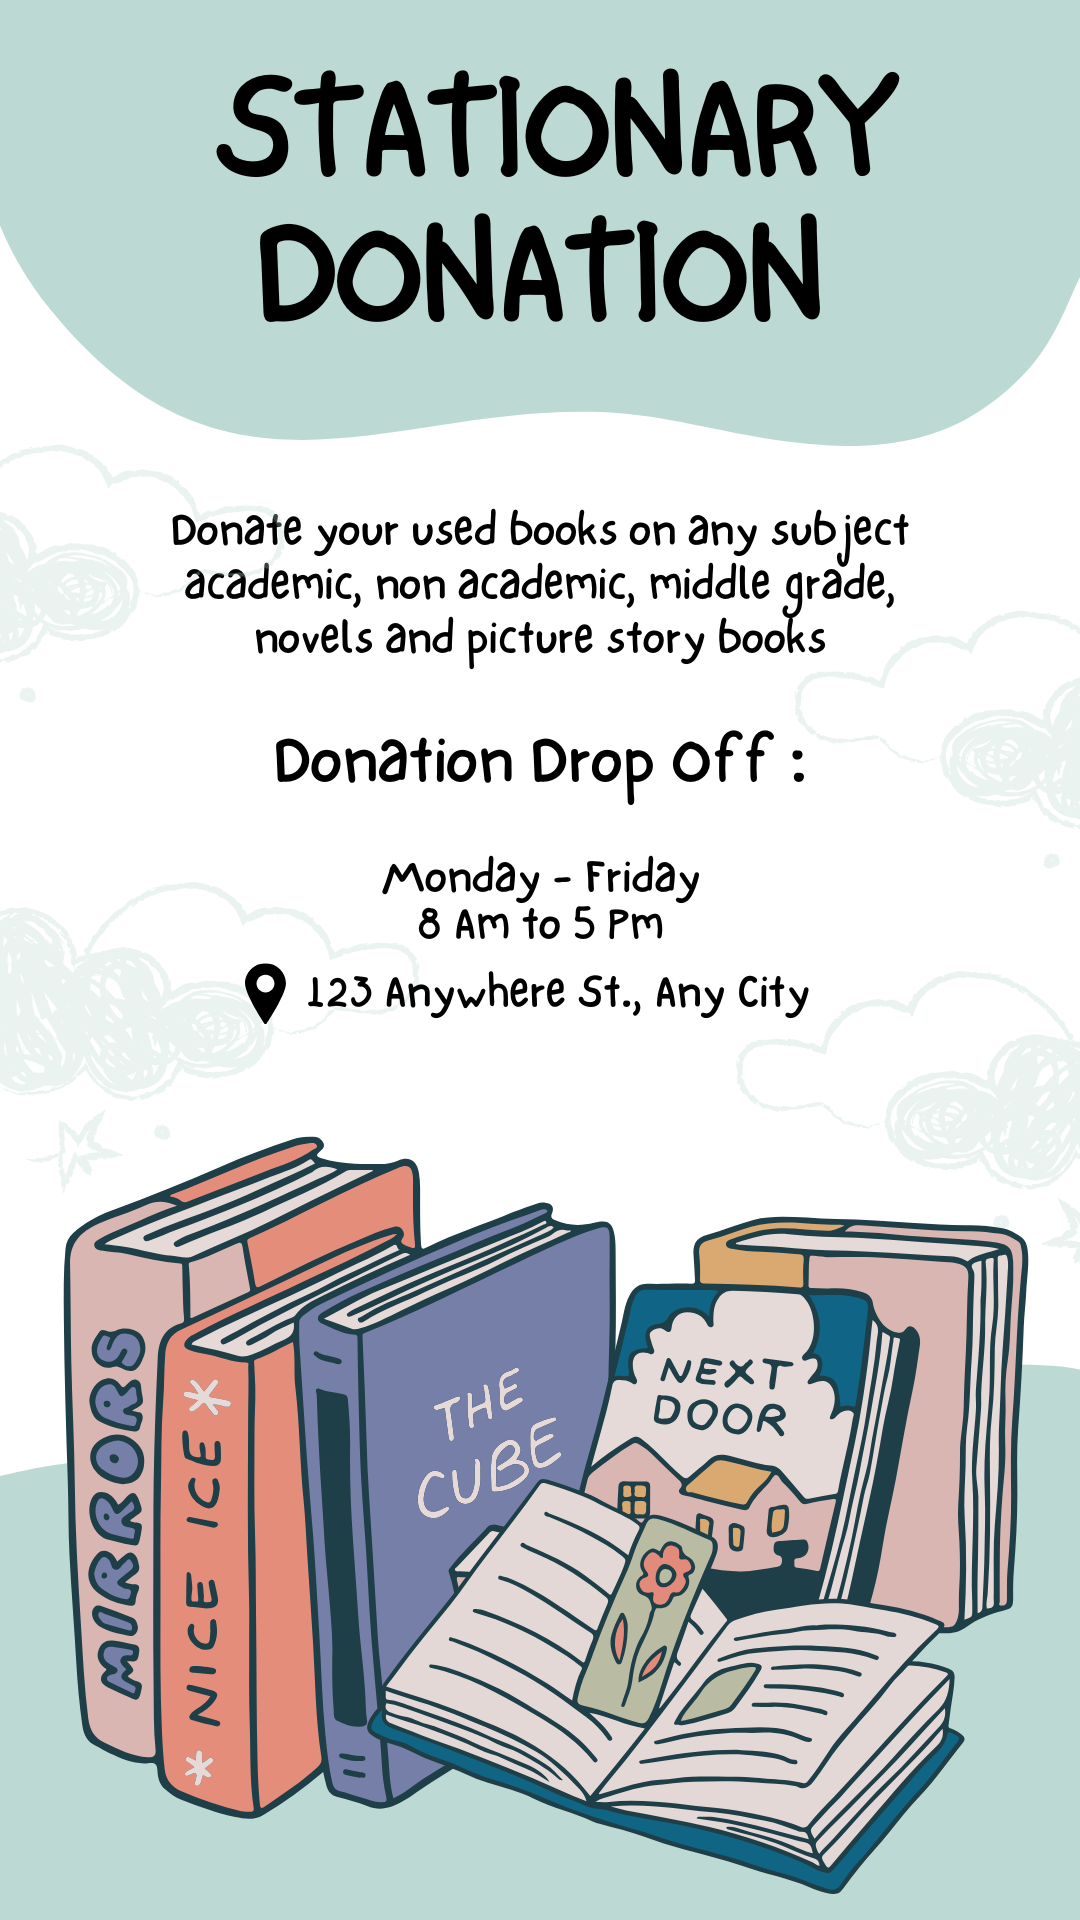 STATIONARY
DONATION
Donate your used books on any subject
academic, non academic, middle grade,
novels and picture story books
Donation Drop Off :
Monday - Friday
8 Am to 5 Pm
123 Anywhere St., Any City
MIRRORS
NICE ICE
THE
CUBE
NEXT
DOOR